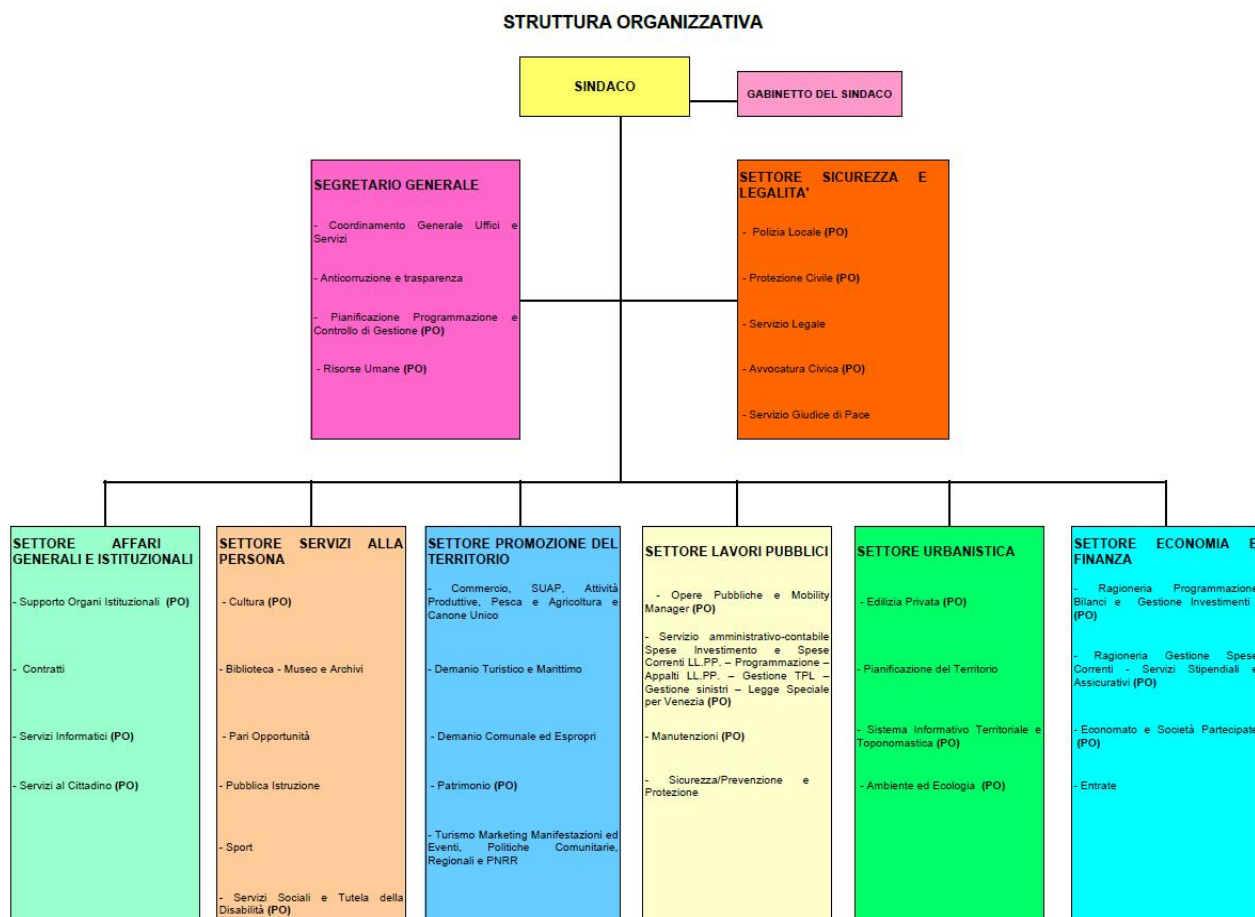 STRUTTURA ORGANIZZATIVA
SINDACO
GABINETTO DEL SINDACO
SEGRETARIO GENERALE
- Coordinamento Generale Uffici e
Servizi
- Anticorruzione e trasparenza
- Pianificazione Programmazione e
Controllo di Gestione (PO)
- Risorse Umane (PO)
SETTORE SICUREZZA E
LEGALITA'
- Polizia Locale (PO)
- Protezione Civile (PO)
- Servizio Legale
- Avvocatura Civica (PO)
- Servizio Giudice di Pace
SETTORE AFFARI
GENERALI E ISTITUZIONALI
- Supporto Organi Istituzionali (PO)
- Contratti
- Servizi Informatici (PO)
- Servizi al Cittadino (PO)
SETTORE SERVIZI ALLA
PERSONA
- Cultura (PO)
- Biblioteca - Museo e Archivi
- Pari Opportunità
- Pubblica Istruzione
- Sport
- Servizi Sociali e Tutela della
Disabilità (PO)
SETTORE PROMOZIONE DEL
TERRITORIO
- Commercio, SUAP, Attività
Produttive, Pesca e Agricoltura e
Canone Unico
- Demanio Turistico e Marittimo
- Demanio Comunale ed Espropri
- Patrimonio (PO)
- Turismo Marketing Manifestazioni ed
Eventi, Politiche Comunitarie,
Regionali e PNRR
SETTORE LAVORI PUBBLICI
- Opere Pubbliche e Mobility
Manager (PO)
- Servizio amministrativo-contabile
Spese Investimento e Spese
Correnti LL.PP. – Programmazione –
Appalti LL.PP. – Gestione TPL –
Gestione sinistri – Legge Speciale
per Venezia (PO)
- Manutenzioni (PO)
- Sicurezza/Prevenzione e
Protezione
SETTORE URBANISTICA
- Edilizia Privata (PO)
- Pianificazione del Territorio
- Sistema Informativo Territoriale e
Toponomastica (PO)
- Ambiente ed Ecologia (PO)
SETTORE ECONOMIA E
FINANZA
- Ragioneria Programmazione
Bilanci e Gestione Investimenti
(PO)
- Ragioneria Gestione Spese
Correnti - Servizi Stipendiali e
Assicurativi (PO)
- Economato e Società Partecipate
(PO)
- Entrate